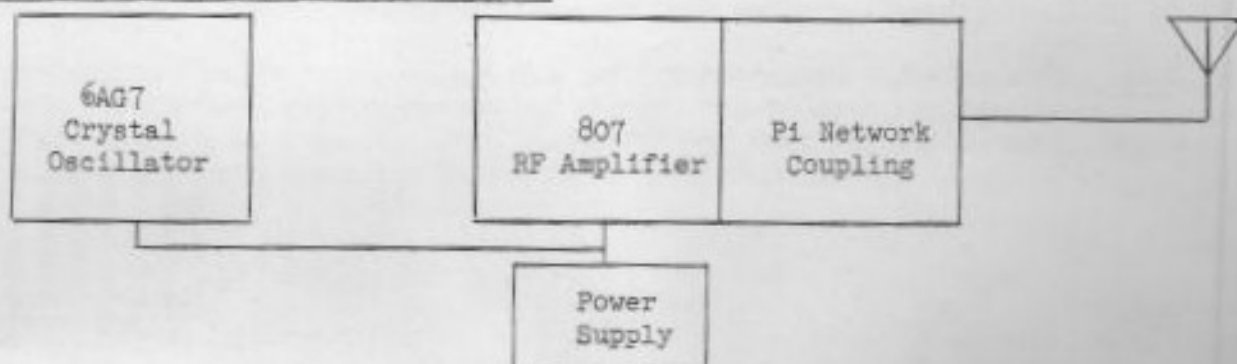 6AG7
Crystal
Oscillator
807
RF Amplifier
Pi Network
Coupling
Power
Supply